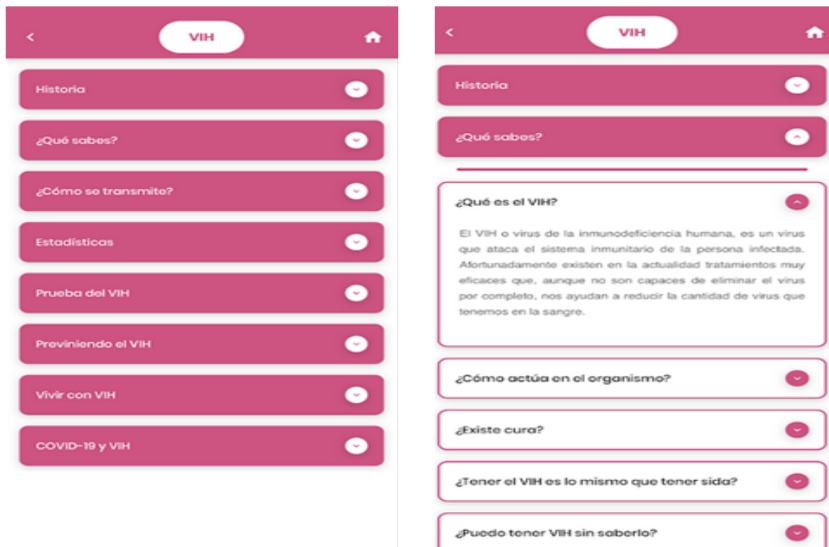 VIH
Historia
¿Qué sabes?
¿Cómo se transmite?
Estadísticas
Prueba del VIH
Previniendo el VIH
Vivir con VIH
COVID-19 y VIH
VIH
Historia
¿Qué sabes?
¿Qué es el VIH?
El VIH o virus de la inmunodeficiencia humana, es un virus
que ataca el sistema inmunitario de la persona infectada.
Afortunadamente existen en la actualidad tratamientos muy
eficaces que, aunque no son capaces de eliminar el virus
por completo, nos ayudan a reducir la cantidad de virus que
tenemos en la sangre.
¿Cómo actúa en el organismo?
¿Existe cura?
¿Tener el VIH es lo mismo que tener sida?
¿Puedo tener VIH sin saberlo?